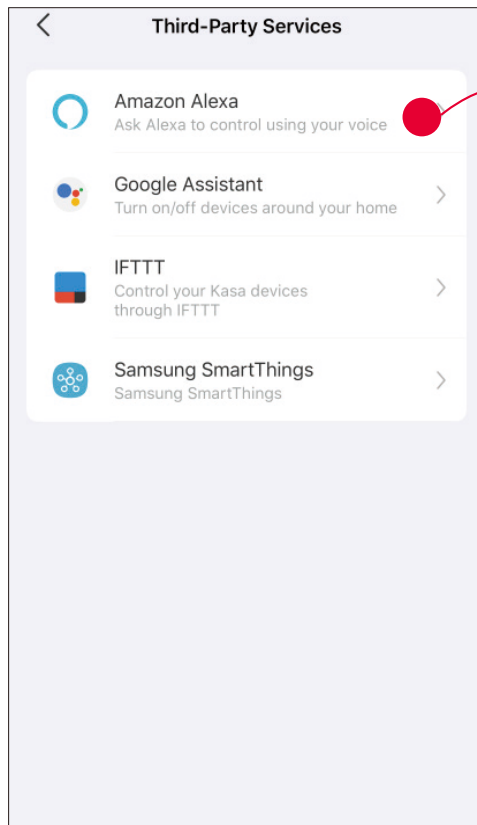 Third-Party Services
Amazon Alexa
Ask Alexa to control using your voice
Google Assistant
Turn on/off devices around your home
IFTTT
Control your Kasa devices
through IFTTT
Samsung SmartThings
Samsung SmartThings